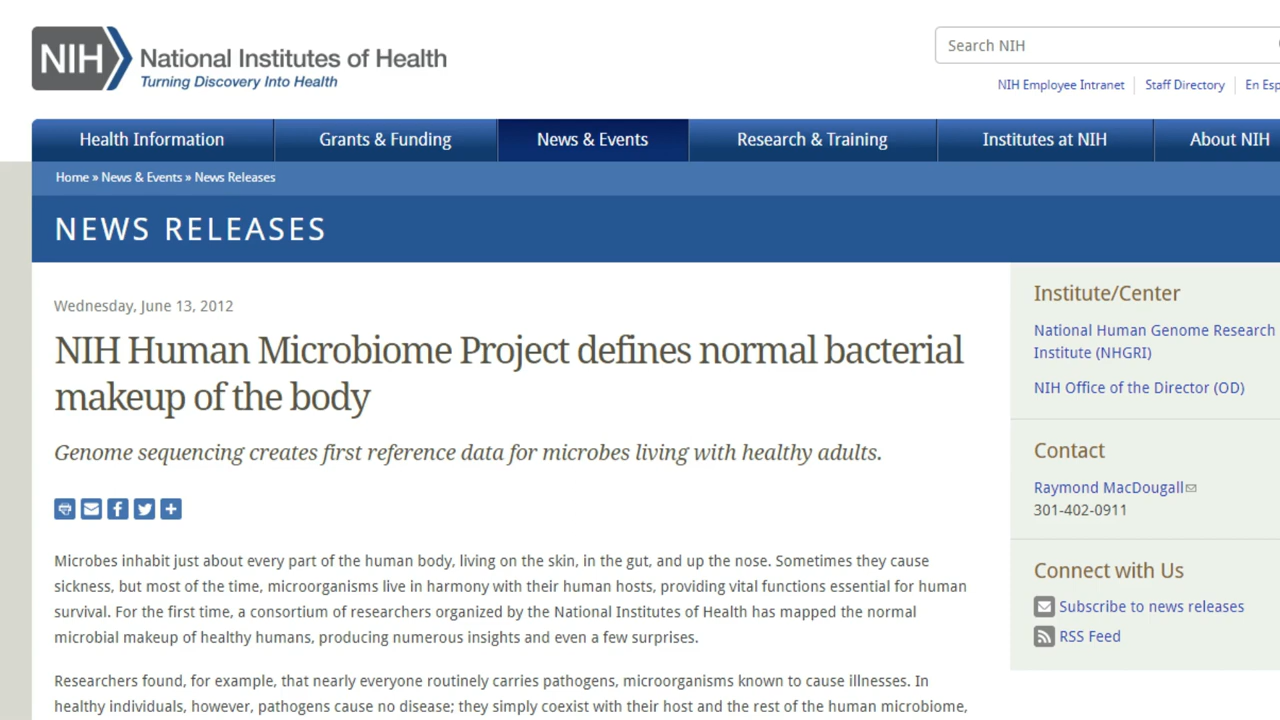 NIH National Institutes of Health
Turning Discovery Into Health
Search NIH
NIH Employee Intranet Staff Directory En Esp
Health Information Grants & Funding News & Events Research & Training Institutes at NIH About NIH
Home » News & Events » News Releases
NEWS RELEASES
Wednesday, June 13, 2012
NIH Human Microbiome Project defines normal bacterial
makeup of the body
Genome sequencing creates first reference data for microbes living with healthy adults.
Microbes inhabit just about every part of the human body, living on the skin, in the gut, and up the nose. Sometimes they cause
sickness, but most of the time, microorganisms live in harmony with their human hosts, providing vital functions essential for human
survival. For the first time, a consortium of researchers organized by the National Institutes of Health has mapped the normal
microbial makeup of healthy humans, producing numerous insights and even a few surprises.
Researchers found, for example, that nearly everyone routinely carries pathogens, microorganisms known to cause illnesses. In
healthy individuals, however, pathogens cause no disease; they simply coexist with their host and the rest of the human microbiome,
Institute/Center
National Human Genome Research
Institute (NHGRI)
NIH Office of the Director (OD)
Contact
Raymond MacDougall
301-402-0911
Connect with Us
Subscribe to news releases
RSS Feed